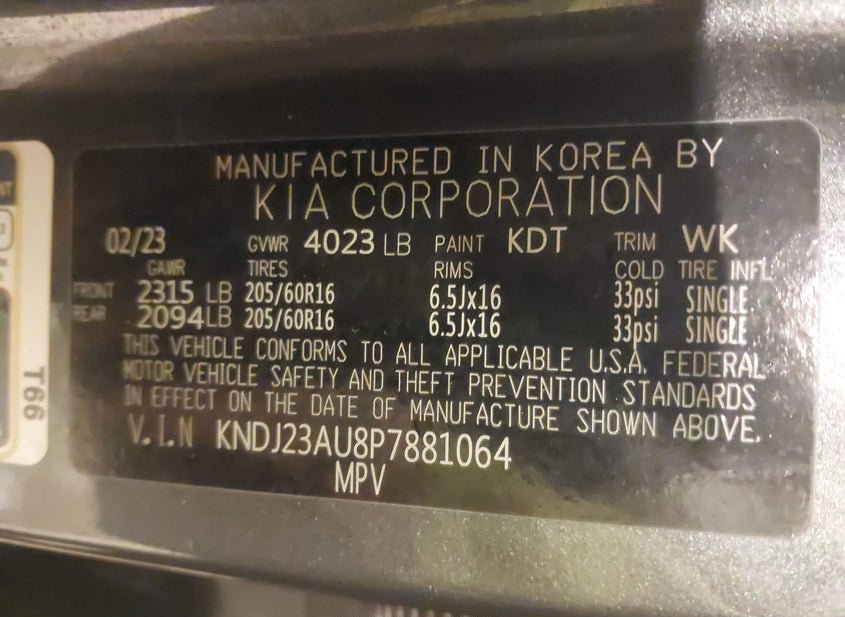 MANUFACTURED IN KOREA BY
KIA CORPORATION
02/23 GVWR 4023 LB PAINT KDT TRIM WK
GAWR TIRES RIMS COLD TIRE INFL
FRONT 2315 LB 205/60R16 6.5Jx16 33psi SINGLE
REAR 2094LB 205/60R16 6.5Jx16 33psi SINGLE
THIS VEHICLE CONFORMS TO ALL APPLICABLE U.S.A. FEDERAL
MOTOR VEHICLE SAFETY AND THEFT PREVENTION STANDARDS
IN EFFECT ON THE DATE OF MANUFACTURE SHOWN ABOVE.
V.I.N KNDJ23AU8P7881064
MPV
T66